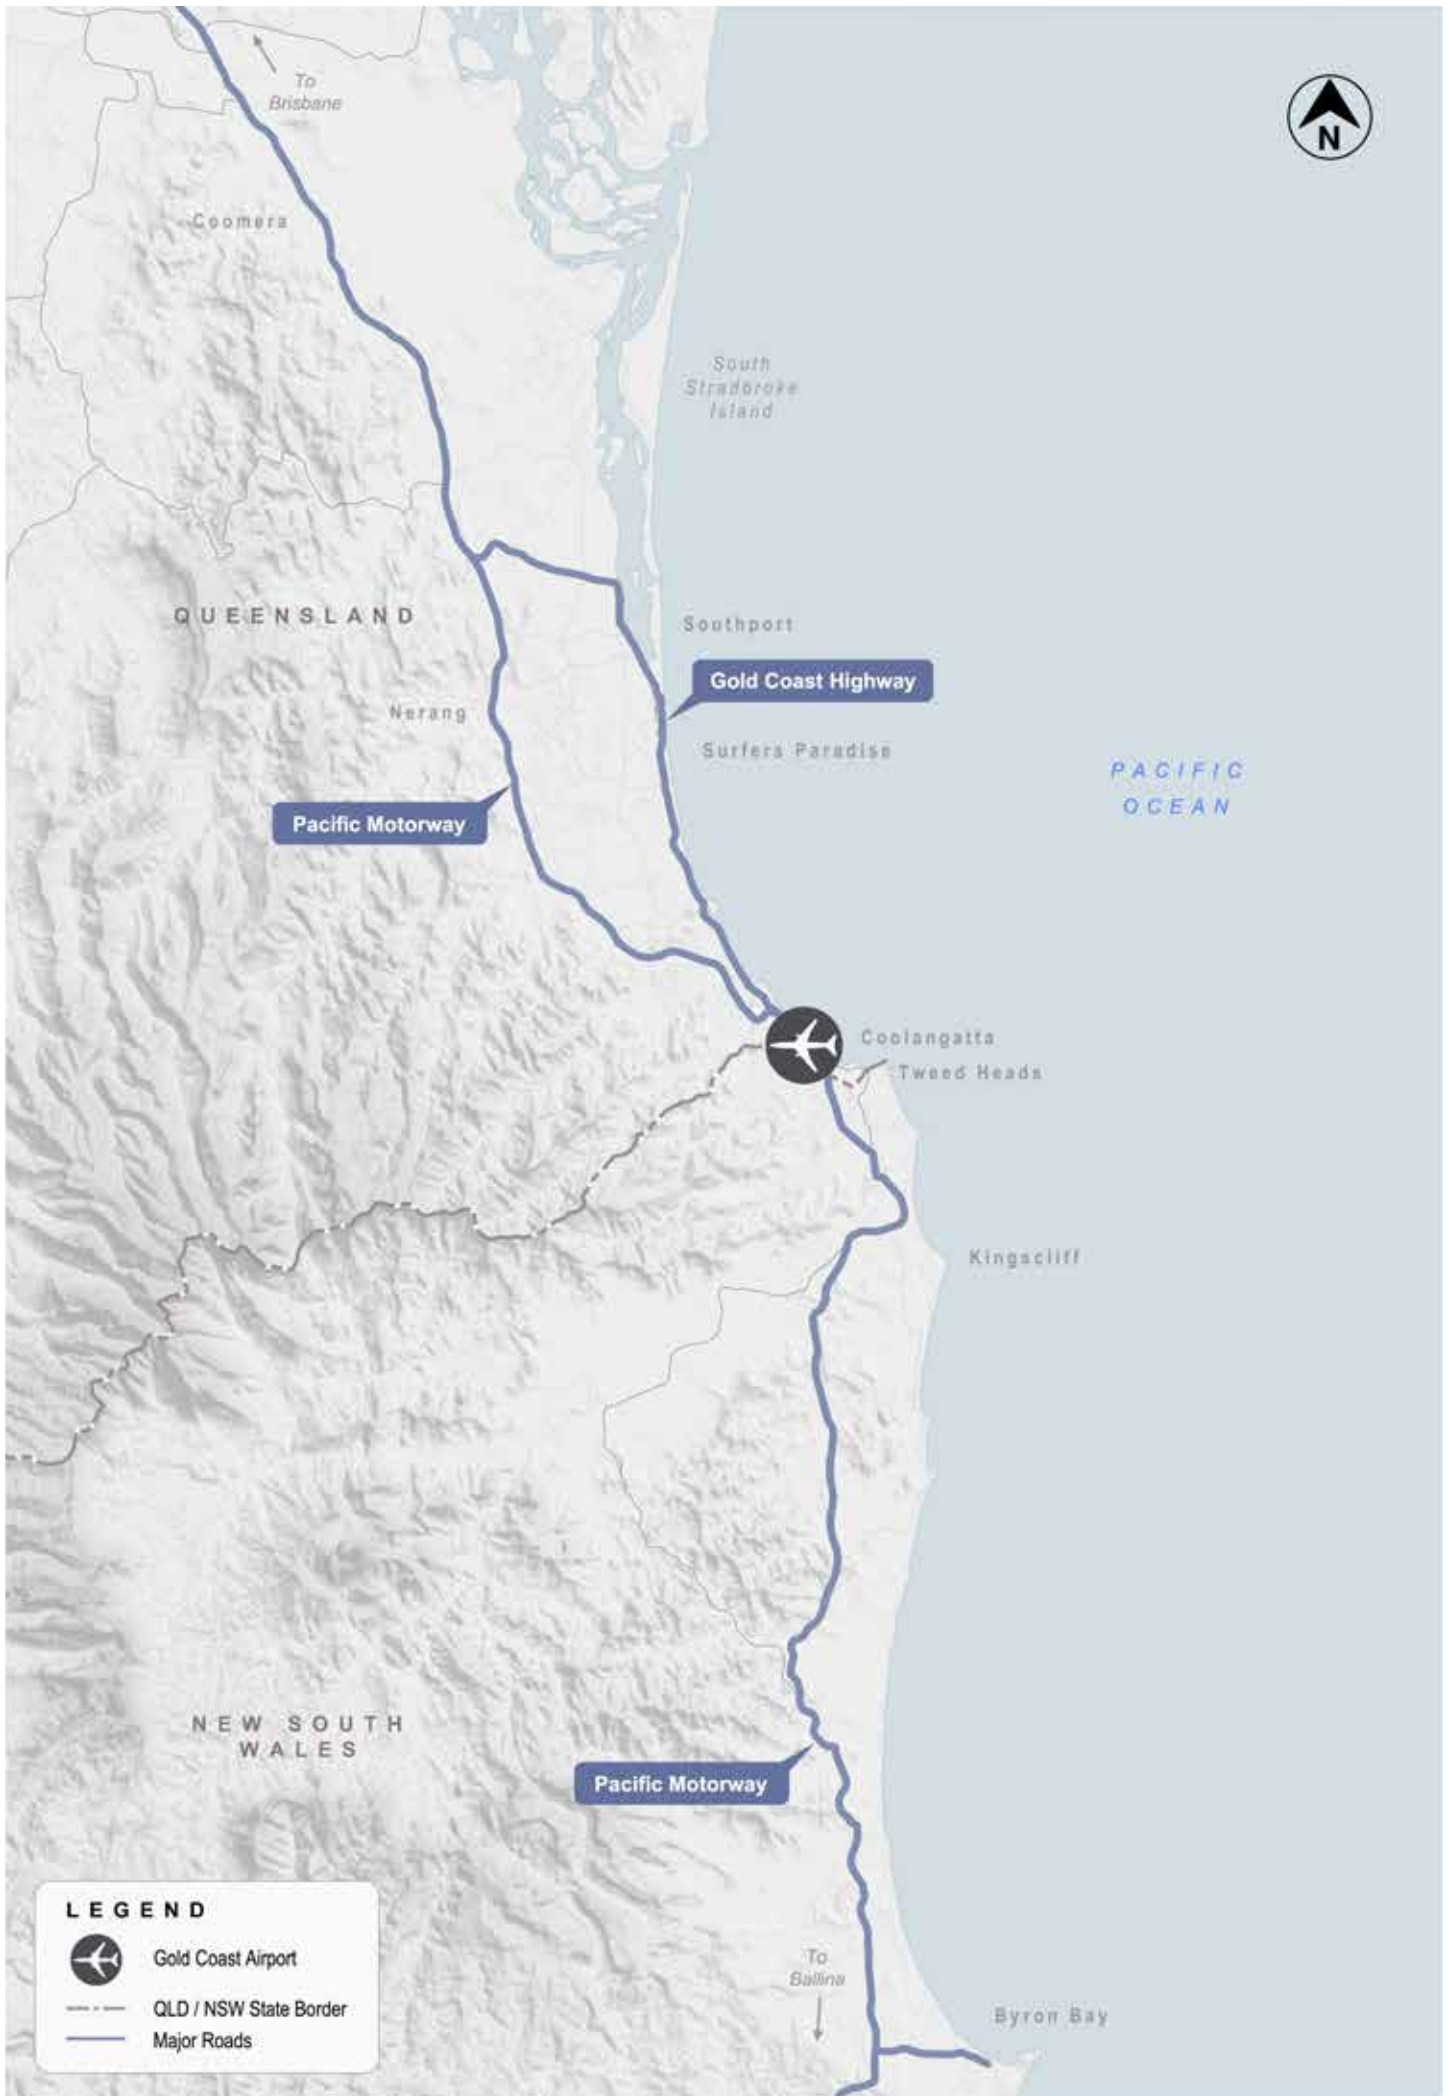 To
Brisbane
N
Coomera
South
Stradbroke
Island
QUEENSLAND
Southport
Gold Coast Highway
Nerang
Surfers Paradise
PACIFIC
OCEAN
Pacific Motorway
Coolangatta
Tweed Heads
Kingscliff
NEW SOUTH
WALES
Pacific Motorway
LEGEND
Gold Coast Airport
QLD / NSW State Border
Major Roads
To
Ballina
Byron Bay